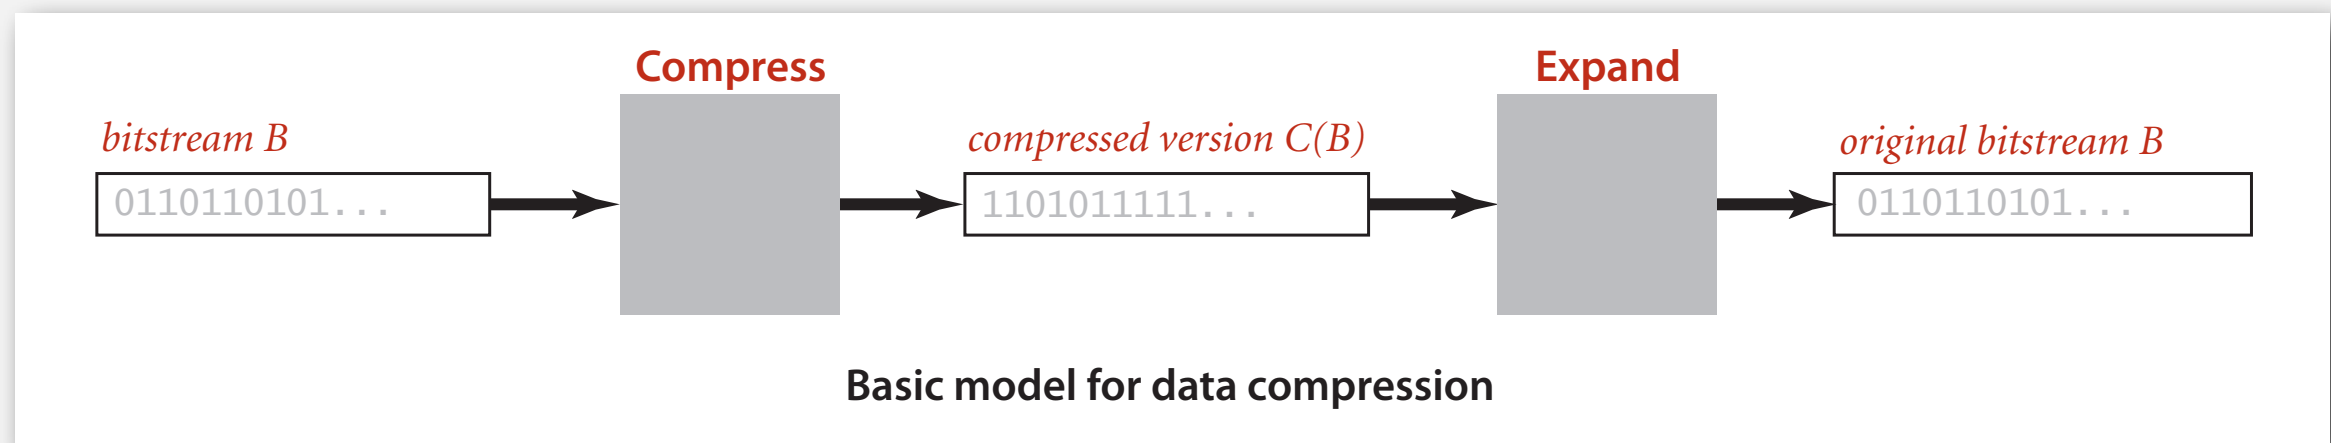 Compress
Expand
bitstream B
compressed version C(B)
original bitstream B
0110110101...
1101011111...
0110110101...
Basic model for data compression